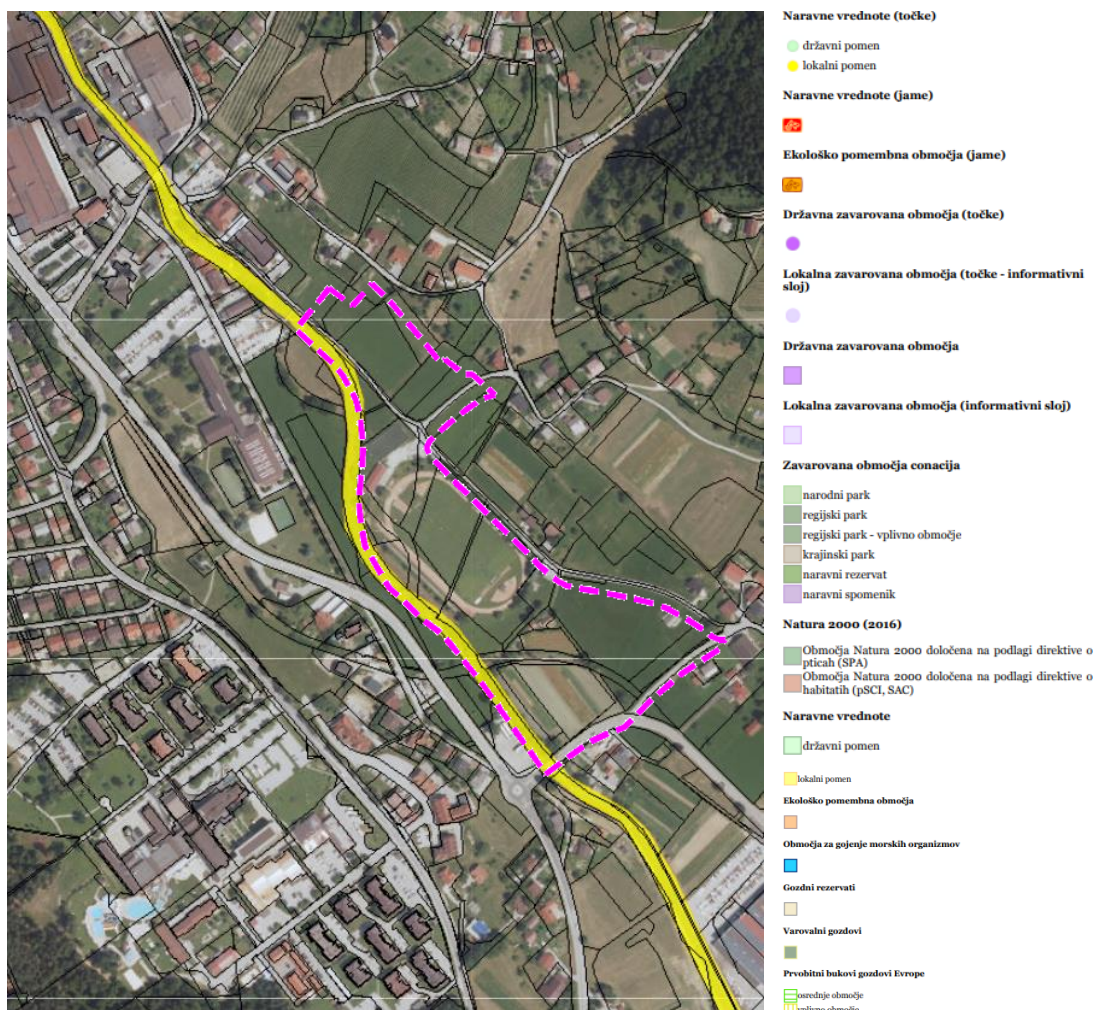 Naravne vrednote (točke)
državni pomen
lokalni pomen
Naravne vrednote (jame)
Ekološko pomembna območja (jame)
Državna zavarovana območja (točke)
Lokalna zavarovana območja (točke - informativni
sloj)
Državna zavarovana območja
Lokalna zavarovana območja (informativni sloj)
Zavarovana območja conacija
narodni park
regijski park
regijski park - vplivno območje
krajinski park
naravni rezervat
naravni spomenik
Natura 2000 (2016)
Območja Natura 2000 določena na podlagi direktive o
pticah (SPA)
Območja Natura 2000 določena na podlagi direktive o
habitatih (pSCI, SAC)
Naravne vrednote
državni pomen
lokalni pomen
Ekološko pomembna območja
Območja za gojenje morskih organizmov
Gozdni rezervati
Varovalni gozdovi
Prvobitni bukovi gozdovi Evrope
osrednje območje
vplivno območje